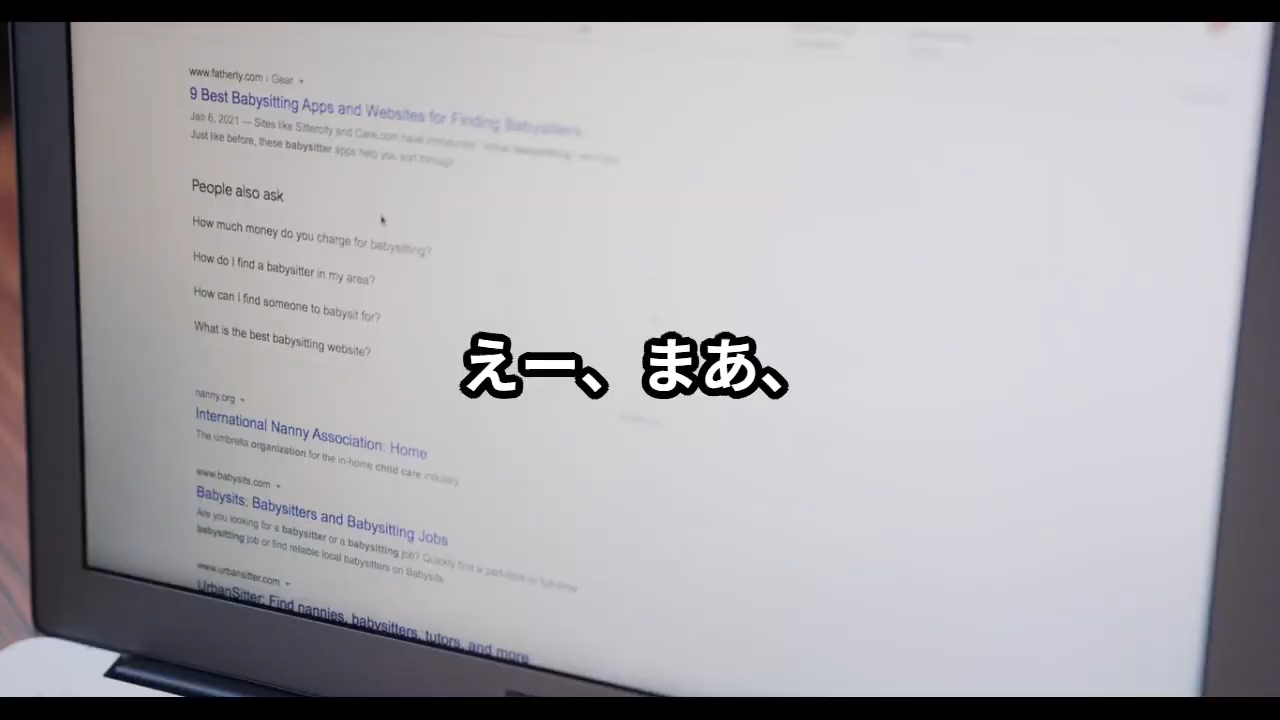 www.fatherly.com › Gear
9 Best Babysitting Apps and Websites for Finding Babysitters
Jan 6, 2021 — Sites like Sittercity and Care.com have introduced
Just like before, these babysitter apps help you sort through
People also ask
How much money do you charge for babysitting?
How do I find a babysitter in my area?
How can I find someone to babysit for?
What is the best babysitting website?
えー、まあ、
nanny.org
International Nanny Association: Home
The umbrella organization for the in-home child care industry
www.babysits.com
Babysits: Babysitters and Babysitting Jobs
Are you looking for a babysitter or a babysitting job? Quickly find a part-time or full-time
babysitting job or find reliable local babysitters on Babysits
www.urbansitter.com
UrbanSitter: Find nannies, babysitters, tutors, and more